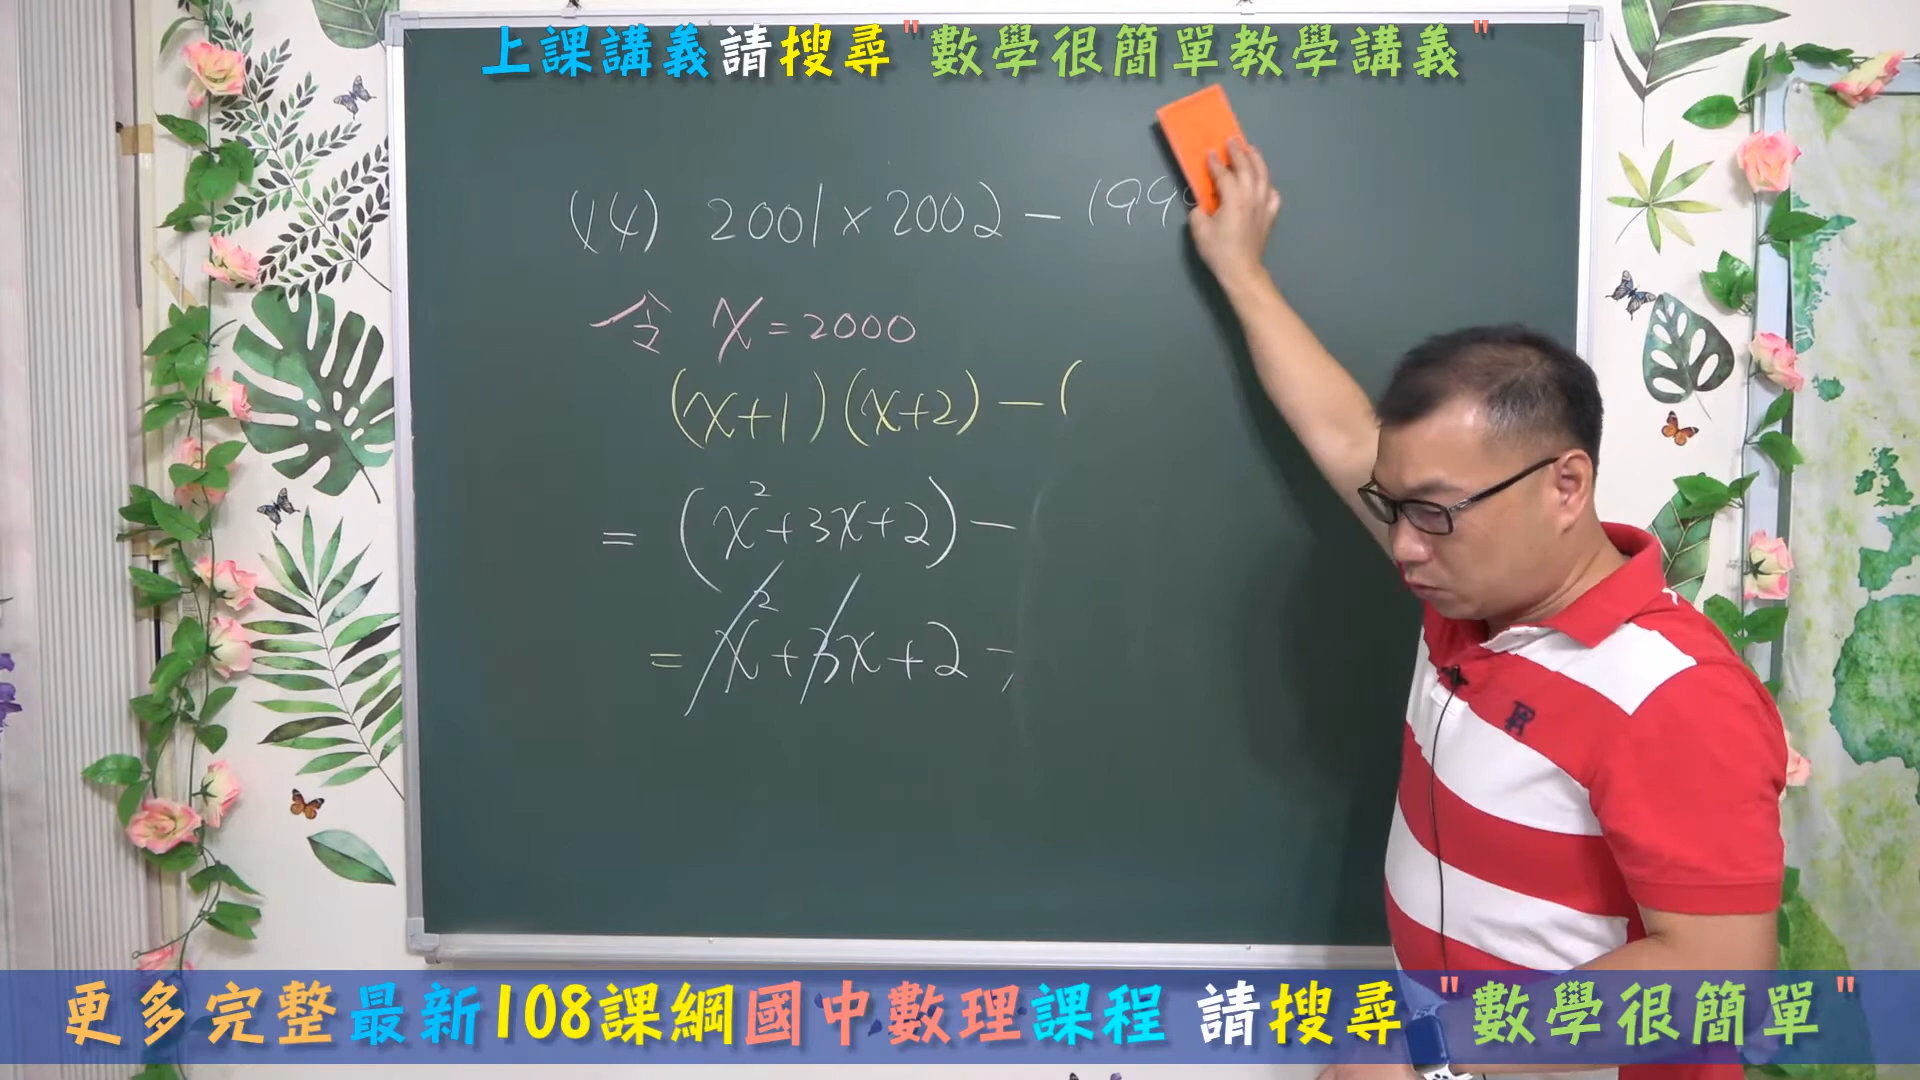 上課講義請搜尋"數學很簡單教學講義"
(14) 2001×2002-199
令 x=2000
(x+1)(x+2)-(
=(x²+3x+2)-
=x²+3x+2-
更多完整最新108課綱國中數理課程 請搜尋 "數學很簡單"